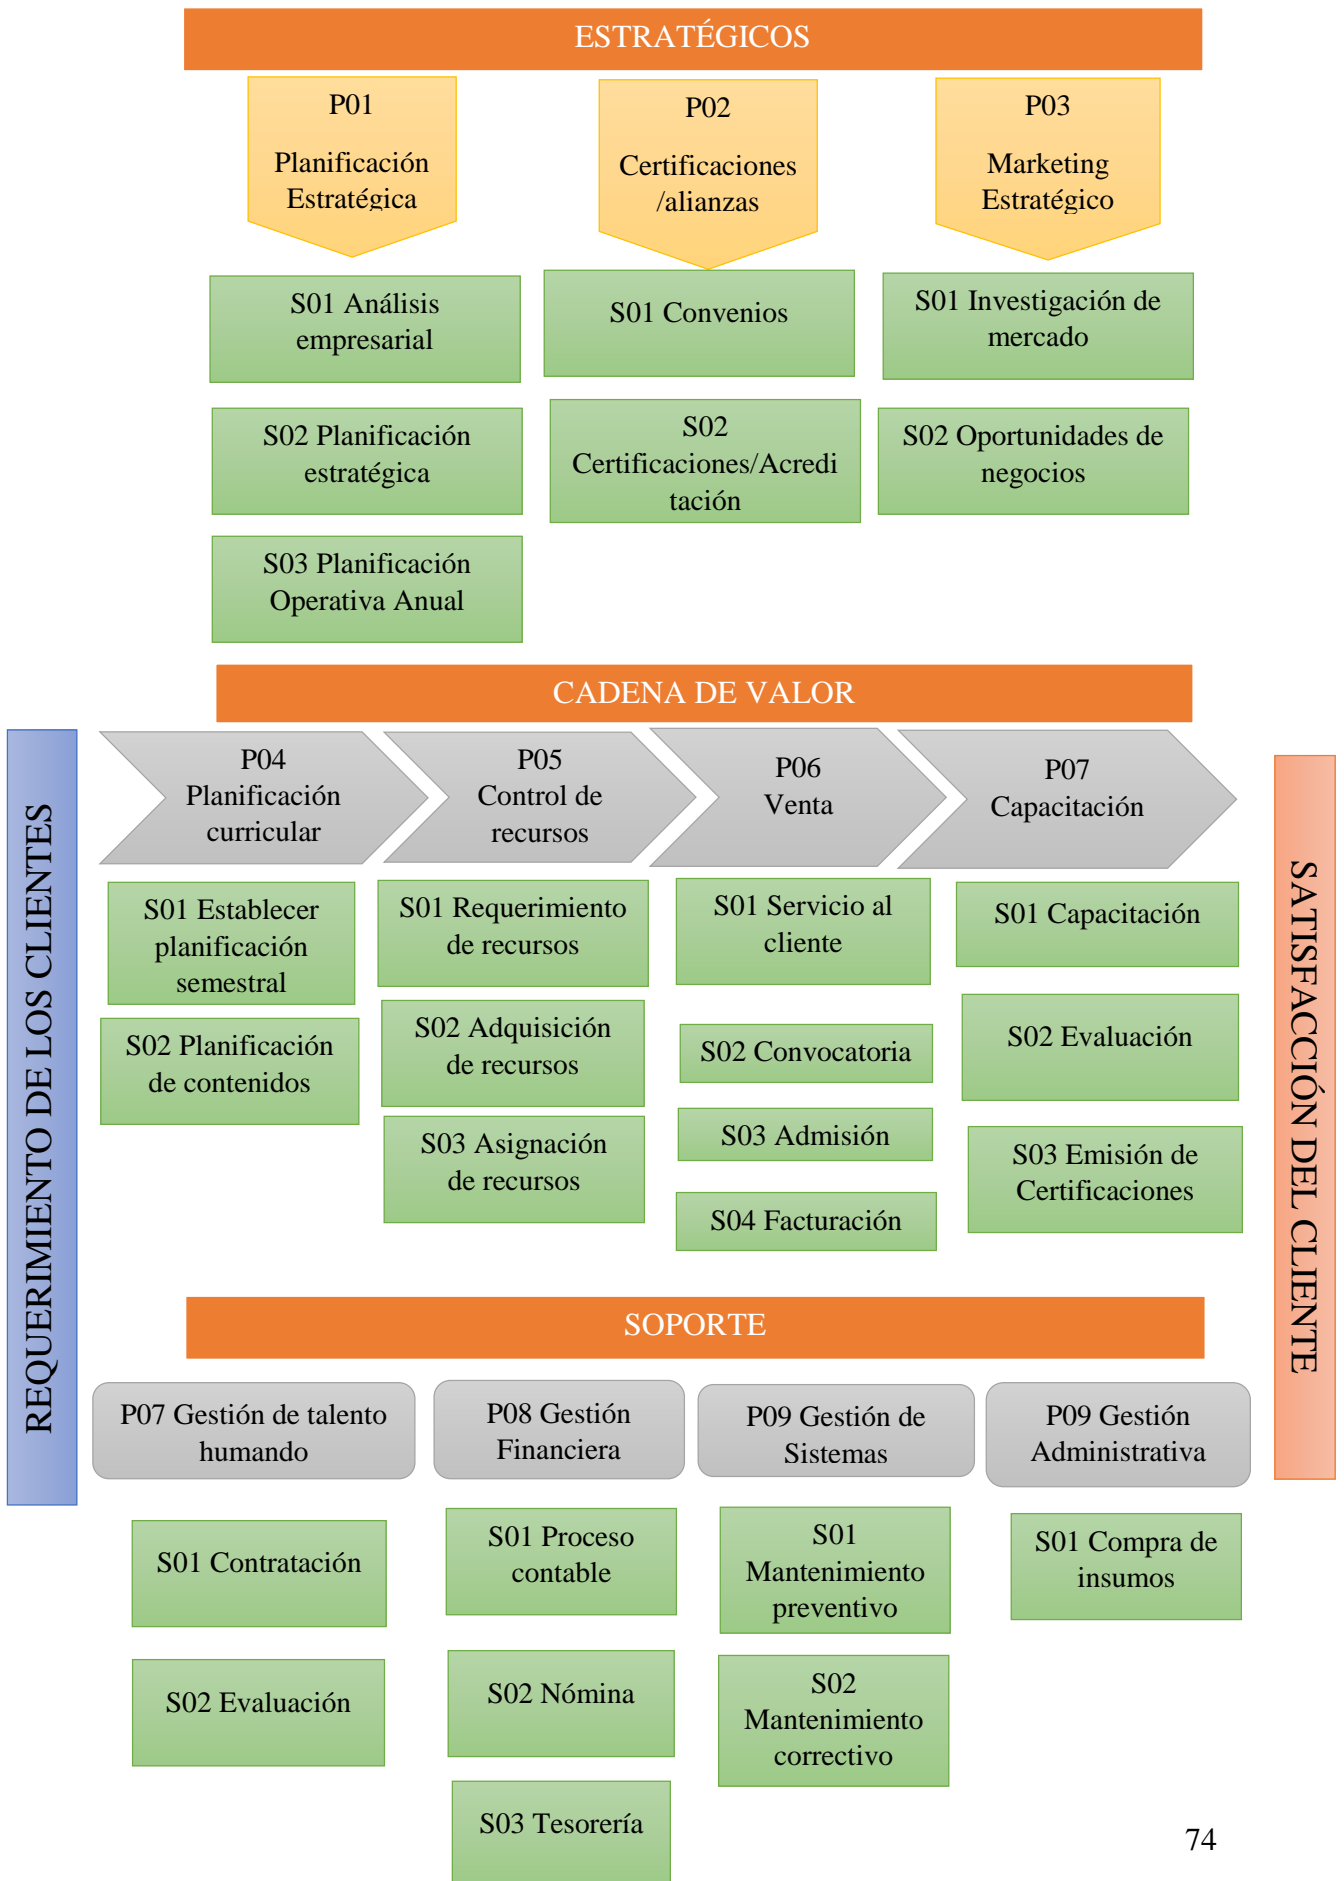 ESTRATÉGICOS
P01
Planificación
Estratégica
P02
Certificaciones
/alianzas
P03
Marketing
Estratégico
S01 Análisis
empresarial
S01 Convenios
S01 Investigación de
mercado
S02 Planificación
estratégica
S02
Certificaciones/Acredi
tación
S02 Oportunidades de
negocios
S03 Planificación
Operativa Anual
CADENA DE VALOR
REQUERIMIENTO DE LOS CLIENTES
P04
Planificación
curricular
P05
Control de
recursos
P06
Venta
P07
Capacitación
SATISFACCIÓN DEL CLIENTE
S01 Establecer
planificación
semestral
S02 Planificación
de contenidos
S01 Requerimiento
de recursos
S02 Adquisición
de recursos
S03 Asignación
de recursos
S01 Servicio al
cliente
S02 Convocatoria
S03 Admisión
S04 Facturación
S01 Capacitación
S02 Evaluación
S03 Emisión de
Certificaciones
SOPORTE
P07 Gestión de talento
humando
P08 Gestión
Financiera
P09 Gestión de
Sistemas
P09 Gestión
Administrativa
S01 Contratación
S02 Evaluación
S01 Proceso
contable
S02 Nómina
S03 Tesorería
S01
Mantenimiento
preventivo
S02
Mantenimiento
correctivo
S01 Compra de
insumos
74